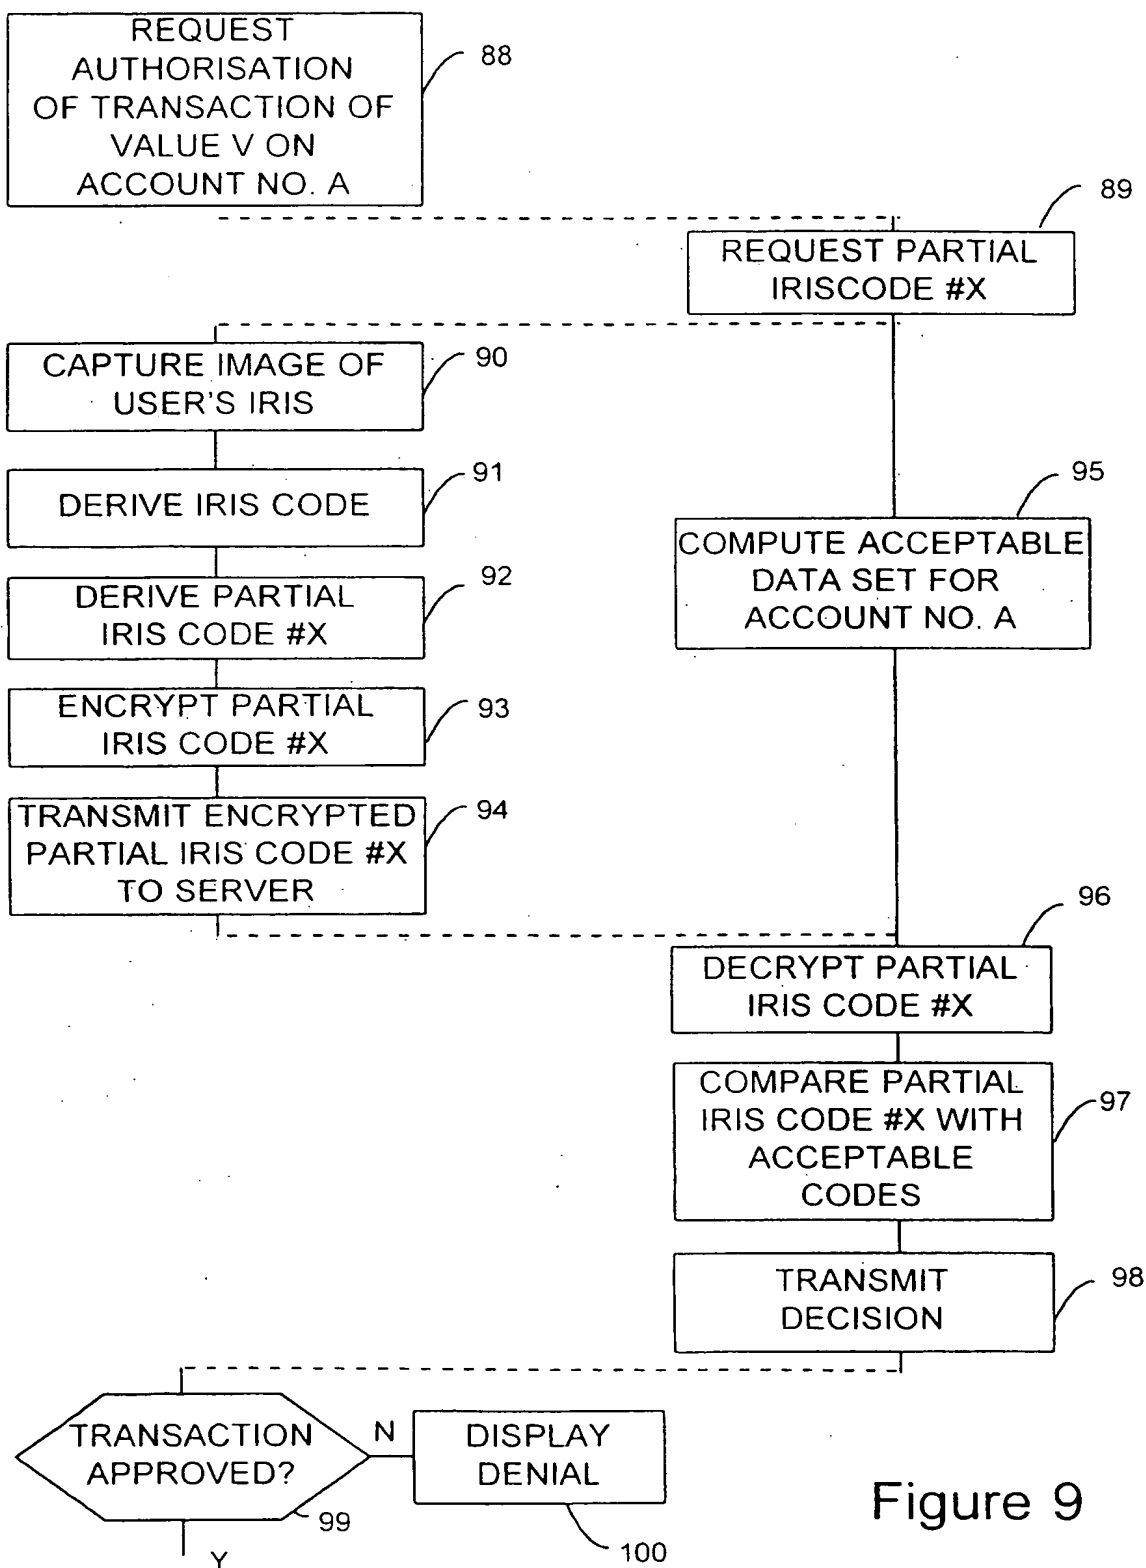 REQUEST
AUTHORISATION
OF TRANSACTION OF
VALUE V ON
ACCOUNT NO. A
88
89
REQUEST PARTIAL
IRISCODE #X
CAPTURE IMAGE OF
USER'S IRIS
90
DERIVE IRIS CODE
91
95
COMPUTE ACCEPTABLE
DATA SET FOR
ACCOUNT NO. A
DERIVE PARTIAL
IRIS CODE #X
92
ENCRYPT PARTIAL
IRIS CODE #X
93
TRANSMIT ENCRYPTED
PARTIAL IRIS CODE #X
TO SERVER
94
96
DECRYPT PARTIAL
IRIS CODE #X
COMPARE PARTIAL
IRIS CODE #X WITH
ACCEPTABLE
CODES
97
TRANSMIT
DECISION
98
TRANSACTION
APPROVED?
99
N
DISPLAY
DENIAL
100
Y
Figure 9